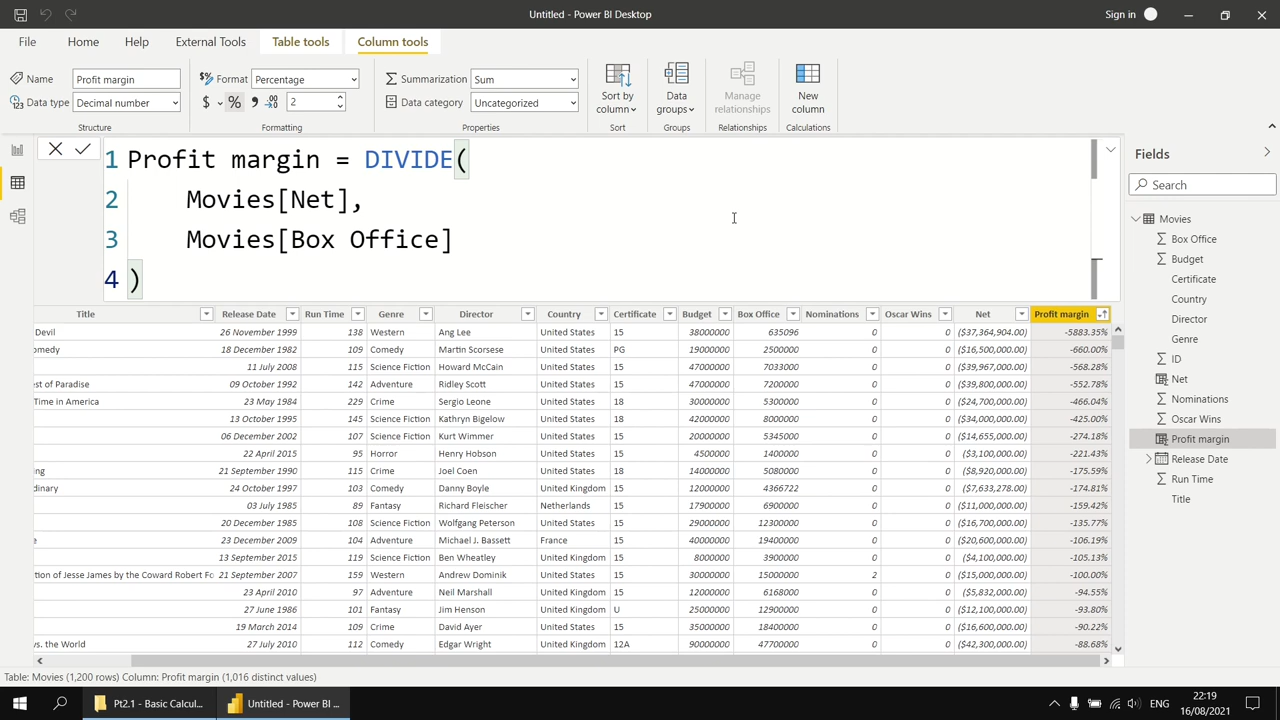 Untitled - Power BI Desktop
Sign in
File Home Help External Tools Table tools Column tools
Name Profit margin
Format Percentage
Summarization Sum
Data type Decimal number
$ % 2
Data category Uncategorized
Sort by column
Data groups
Manage relationships
New column
Structure Formatting Properties Sort Groups Relationships Calculations
1 Profit margin = DIVIDE(
2 Movies[Net],
3 Movies[Box Office]
4 )
Title Release Date Run Time Genre Director Country Certificate Budget Box Office Nominations Oscar Wins Net Profit margin
Devil 26 November 1999 138 Western Ang Lee United States 15 38000000 635096 0 0 ($37,364,904.00) -5883.35%
omedy 18 December 1982 109 Comedy Martin Scorsese United States PG 19000000 2500000 0 0 ($16,500,000.00) -660.00%
11 July 2008 115 Science Fiction Howard McCain United States 15 47000000 7033000 0 0 ($39,967,000.00) -568.28%
est of Paradise 09 October 1992 142 Adventure Ridley Scott United States 15 47000000 7200000 0 0 ($39,800,000.00) -552.78%
Time in America 23 May 1984 229 Crime Sergio Leone United States 18 30000000 5300000 0 0 ($24,700,000.00) -466.04%
13 October 1995 145 Science Fiction Kathryn Bigelow United States 18 42000000 8000000 0 0 ($34,000,000.00) -425.00%
06 December 2002 107 Science Fiction Kurt Wimmer United States 15 20000000 5345000 0 0 ($14,655,000.00) -274.18%
22 April 2015 95 Horror Henry Hobson United States 15 4500000 1400000 0 0 ($3,100,000.00) -221.43%
ing 21 September 1990 115 Crime Joel Coen United States 18 14000000 5080000 0 0 ($8,920,000.00) -175.59%
dinary 24 October 1997 103 Comedy Danny Boyle United Kingdom 15 12000000 4366722 0 0 ($7,633,278.00) -174.81%
03 July 1985 89 Fantasy Richard Fleischer Netherlands 15 17900000 6900000 0 0 ($11,000,000.00) -159.42%
20 December 1985 108 Science Fiction Wolfgang Peterson United States 15 29000000 12300000 0 0 ($16,700,000.00) -135.77%
e 23 December 2009 104 Adventure Michael J. Bassett France 15 40000000 19400000 0 0 ($20,600,000.00) -106.19%
13 September 2015 119 Science Fiction Ben Wheatley United Kingdom 15 8000000 3900000 0 0 ($4,100,000.00) -105.13%
tion of Jesse James by the Coward Robert Fo 21 September 2007 159 Western Andrew Dominik United States 15 30000000 15000000 2 0 ($15,000,000.00) -100.00%
23 April 2010 97 Adventure Neil Marshall United Kingdom 15 12000000 6168000 0 0 ($5,832,000.00) -94.55%
27 June 1986 101 Fantasy Jim Henson United Kingdom U 25000000 12900000 0 0 ($12,100,000.00) -93.80%
19 March 2014 109 Crime David Ayer United States 15 35000000 18400000 0 0 ($16,600,000.00) -90.22%
vs. the World 27 July 2010 112 Comedy Edgar Wright United Kingdom 12A 90000000 47700000 0 0 ($42,300,000.00) -88.68%
Fields
Search
Movies
Box Office
Budget
Certificate
Country
Director
Genre
ID
Net
Nominations
Oscar Wins
Profit margin
Release Date
Run Time
Title
Table: Movies (1,200 rows) Column: Profit margin (1,016 distinct values)
Pt2.1 - Basic Calcul...
Untitled - Power BI ...
ENG
22:19
16/08/2021